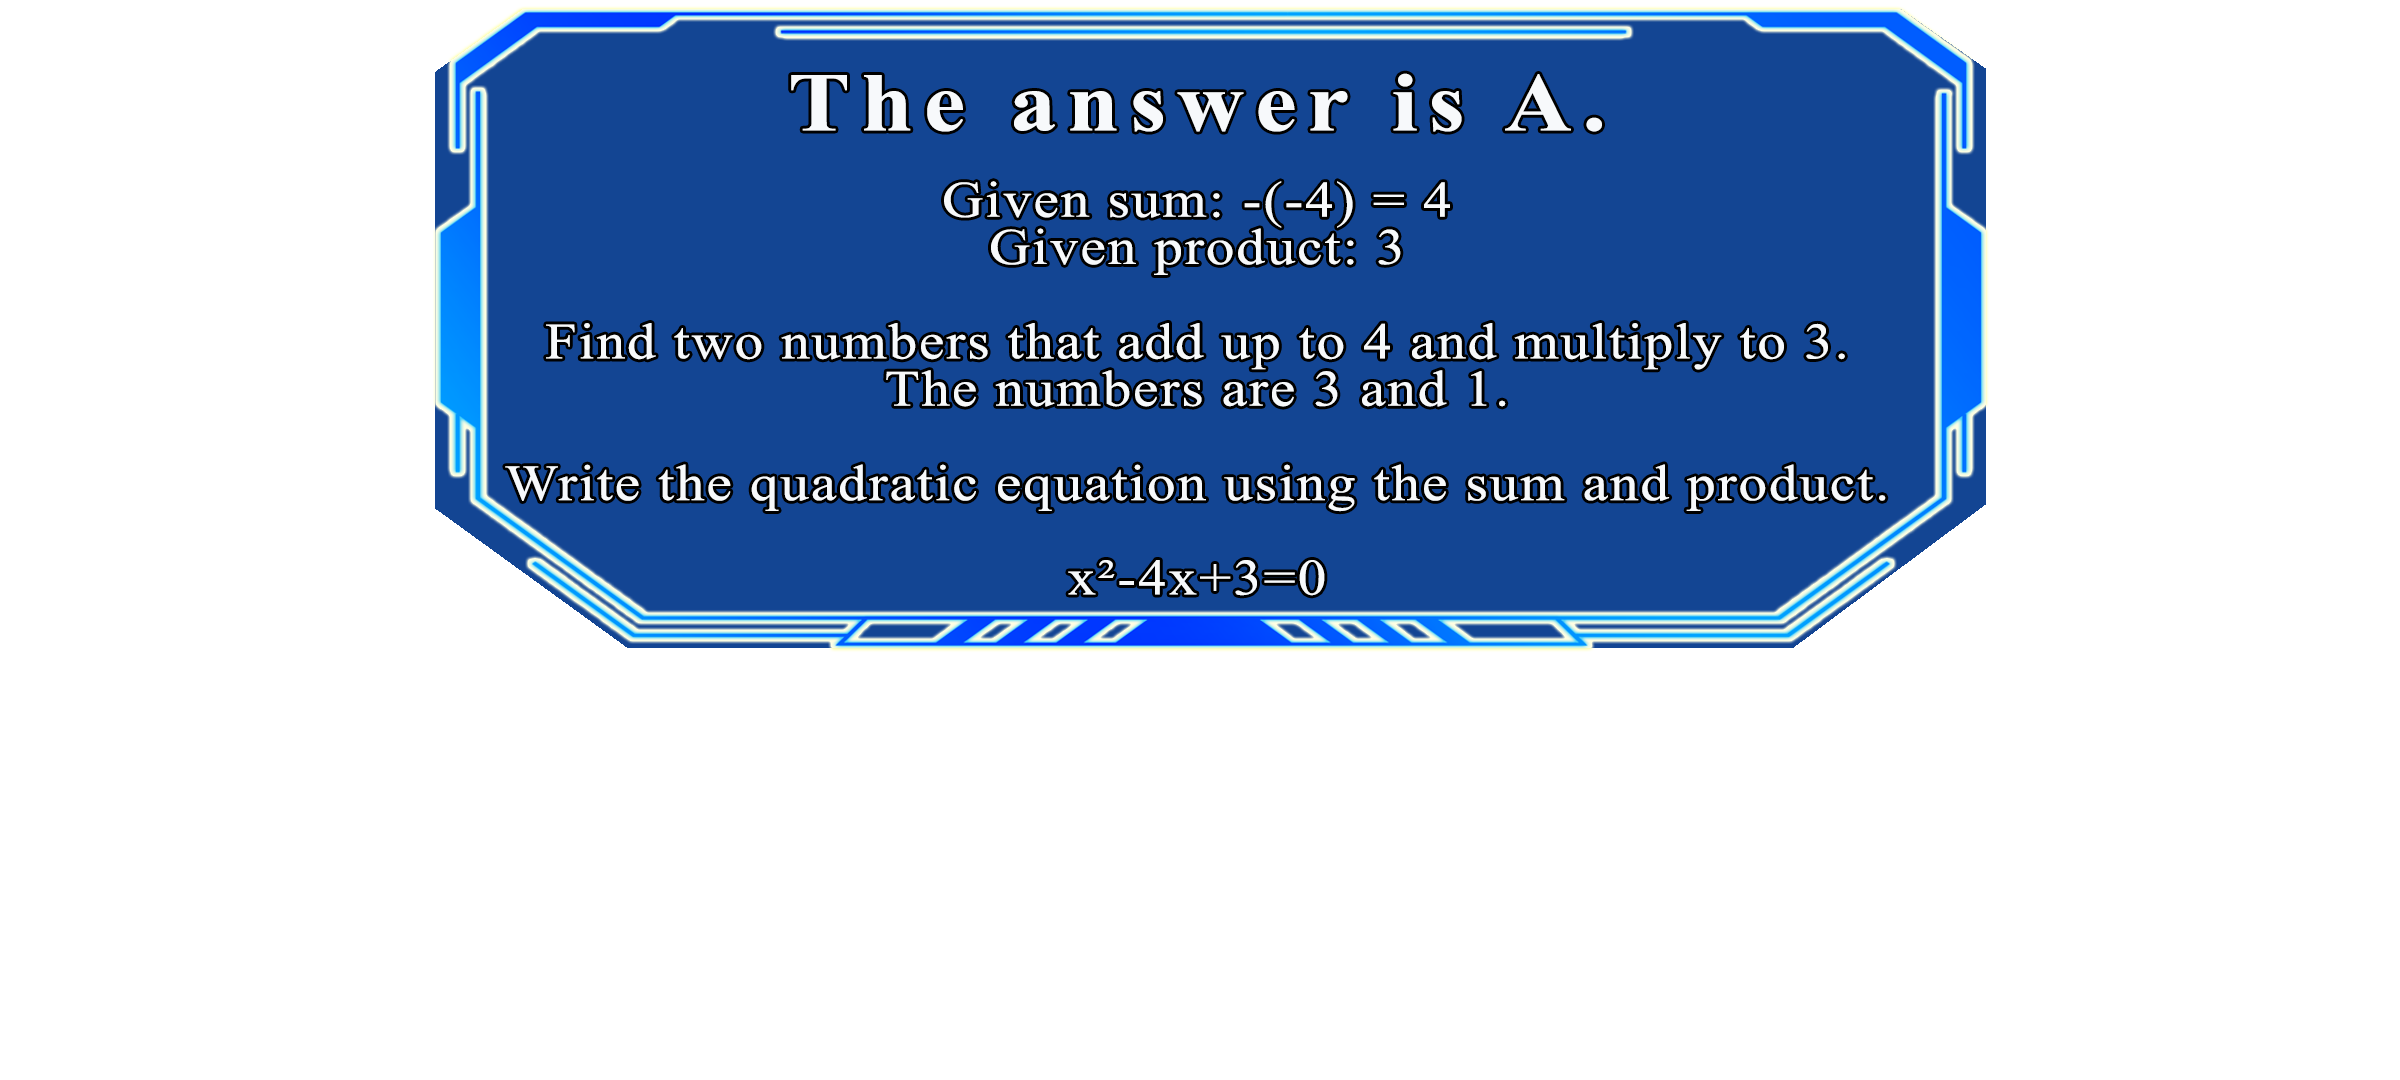 The answer is A.
Given sum: -(-4) = 4
Given product: 3
Find two numbers that add up to 4 and multiply to 3.
The numbers are 3 and 1.
Write the quadratic equation using the sum and product.
x²-4x+3=0